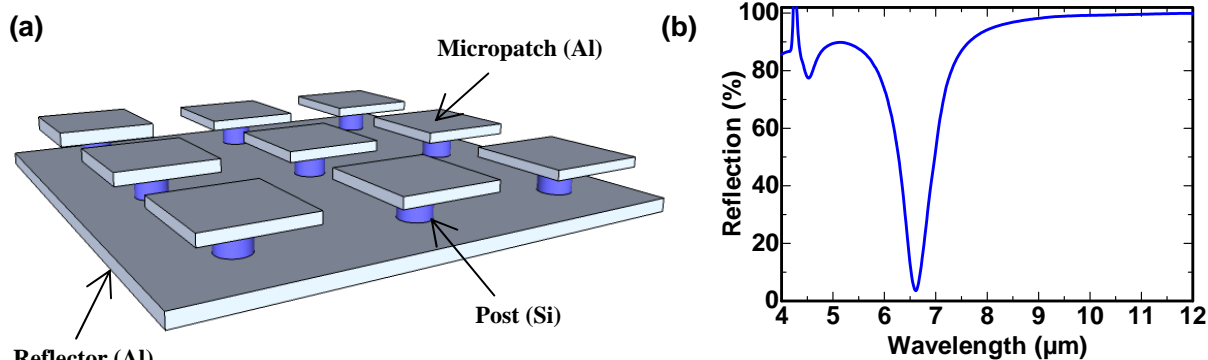 (a)
Micropatch (Al)
Post (Si)
Reflector (Al)
(b)
Reflection (%)
100
80
60
40
20
0
4 5 6 7 8 9 10 11 12
Wavelength (µm)